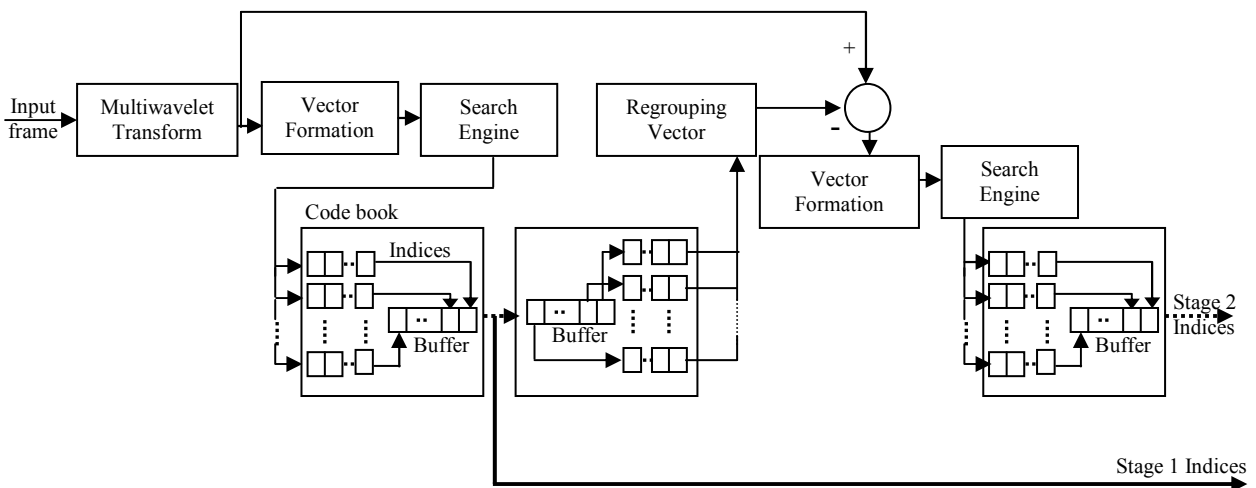 +
Input
frame
Multiwavelet
Transform
Vector
Formation
Search
Engine
Regrouping
Vector
-
Vector
Formation
Search
Engine
Code book
Indices
Buffer
Buffer
Buffer
Stage 2
Indices
Stage 1 Indices